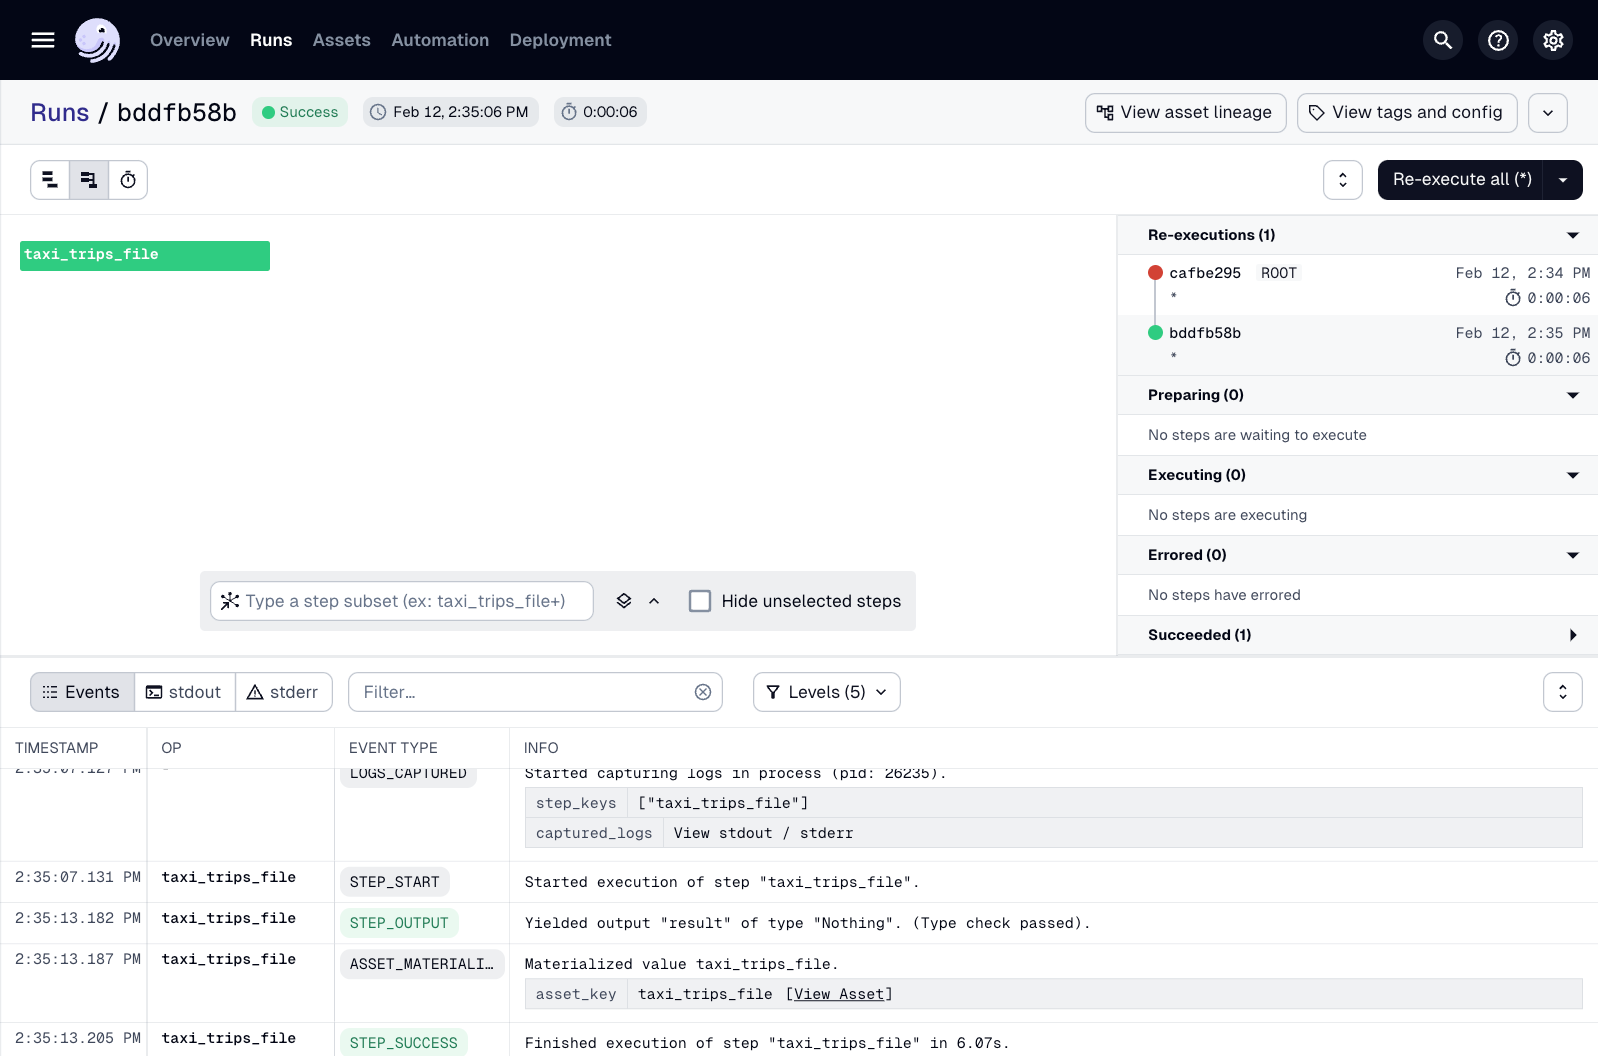 Overview Runs Assets Automation Deployment
Runs / bddfb58b Success Feb 12, 2:35:06 PM 0:00:06 View asset lineage View tags and config
Re-execute all (*)
taxi_trips_file
Re-executions (1)
cafbe295 ROOT Feb 12, 2:34 PM
* 0:00:06
bddfb58b Feb 12, 2:35 PM
* 0:00:06
Preparing (0)
No steps are waiting to execute
Executing (0)
No steps are executing
Errored (0)
No steps have errored
Succeeded (1)
Type a step subset (ex: taxi_trips_file+) Hide unselected steps
Events stdout stderr Filter... Levels (5)
TIMESTAMP OP EVENT TYPE INFO
2:35:07.127 PM - LOGS_CAPTURED Started capturing logs in process (pid: 26235).
step_keys ["taxi_trips_file"]
captured_logs View stdout / stderr
2:35:07.131 PM taxi_trips_file STEP_START Started execution of step "taxi_trips_file".
2:35:13.182 PM taxi_trips_file STEP_OUTPUT Yielded output "result" of type "Nothing". (Type check passed).
2:35:13.187 PM taxi_trips_file ASSET_MATERIALI… Materialized value taxi_trips_file.
asset_key taxi_trips_file [View Asset]
2:35:13.205 PM taxi_trips_file STEP_SUCCESS Finished execution of step "taxi_trips_file" in 6.07s.